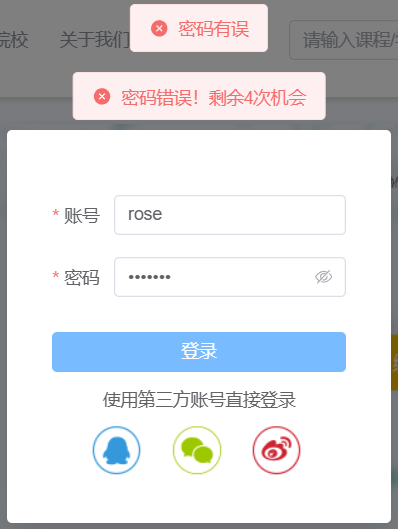 密码有误
院校 关于我们 请输入课程/
密码错误！剩余4次机会
* 账号 rose
* 密码 •••••••
登录
使用第三方账号直接登录